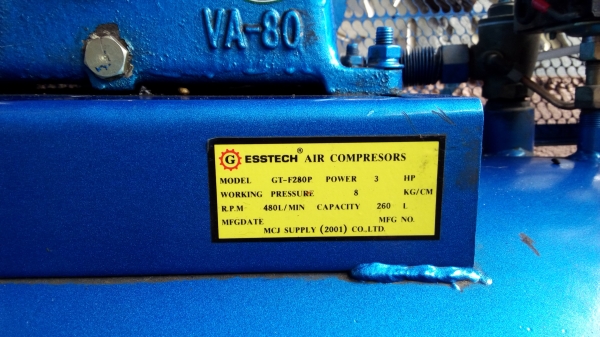 VA-80
G ESSTECH® AIR COMPRESORS
MODEL GT-F280P POWER 3 HP
WORKING PRESSURE 8 KG/CM
R.P.M 480L/MIN CAPACITY 260 L
MFGDATE MFG NO.
MCJ SUPPLY (2001) CO.,LTD.